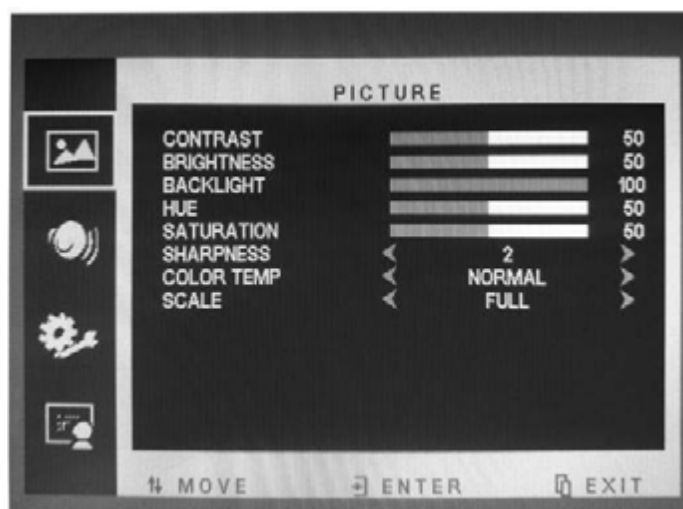 PICTURE
CONTRAST 50
BRIGHTNESS 50
BACKLIGHT 100
HUE 50
SATURATION 50
SHARPNESS 2
COLOR TEMP NORMAL
SCALE FULL
MOVE ENTER EXIT